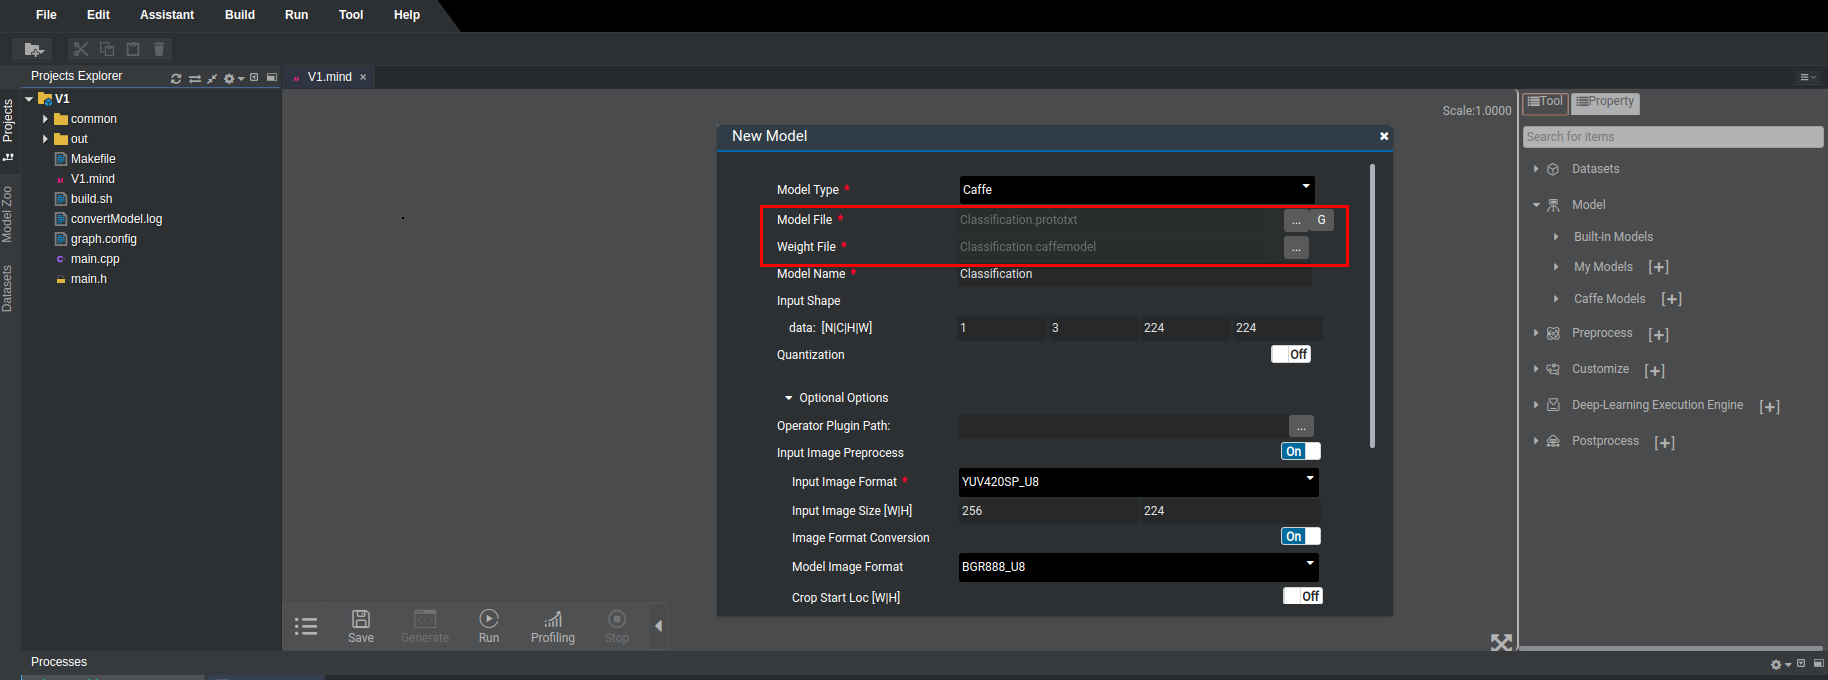 File Edit Assistant Build Run Tool Help
Projects Explorer
V1.mind ×
Projects
Model Zoo
Datasets
V1
common
out
Makefile
V1.mind
build.sh
convertModel.log
graph.config
main.cpp
main.h
Scale:1.0000
New Model
Model Type * Caffe
Model File * Classification.prototxt ... G
Weight File * Classification.caffemodel ...
Model Name * Classification
Input Shape
data: [N|C|H|W] 1 3 224 224
Quantization Off
Optional Options
Operator Plugin Path: ...
Input Image Preprocess On
Input Image Format * YUV420SP_U8
Input Image Size [W|H] 256 224
Image Format Conversion On
Model Image Format BGR888_U8
Crop Start Loc [W|H] Off
Save Generate Run Profiling Stop
Tool Property
Search for items
Datasets
Model
Built-in Models
My Models [+]
Caffe Models [+]
Preprocess [+]
Customize [+]
Deep-Learning Execution Engine [+]
Postprocess [+]
Processes